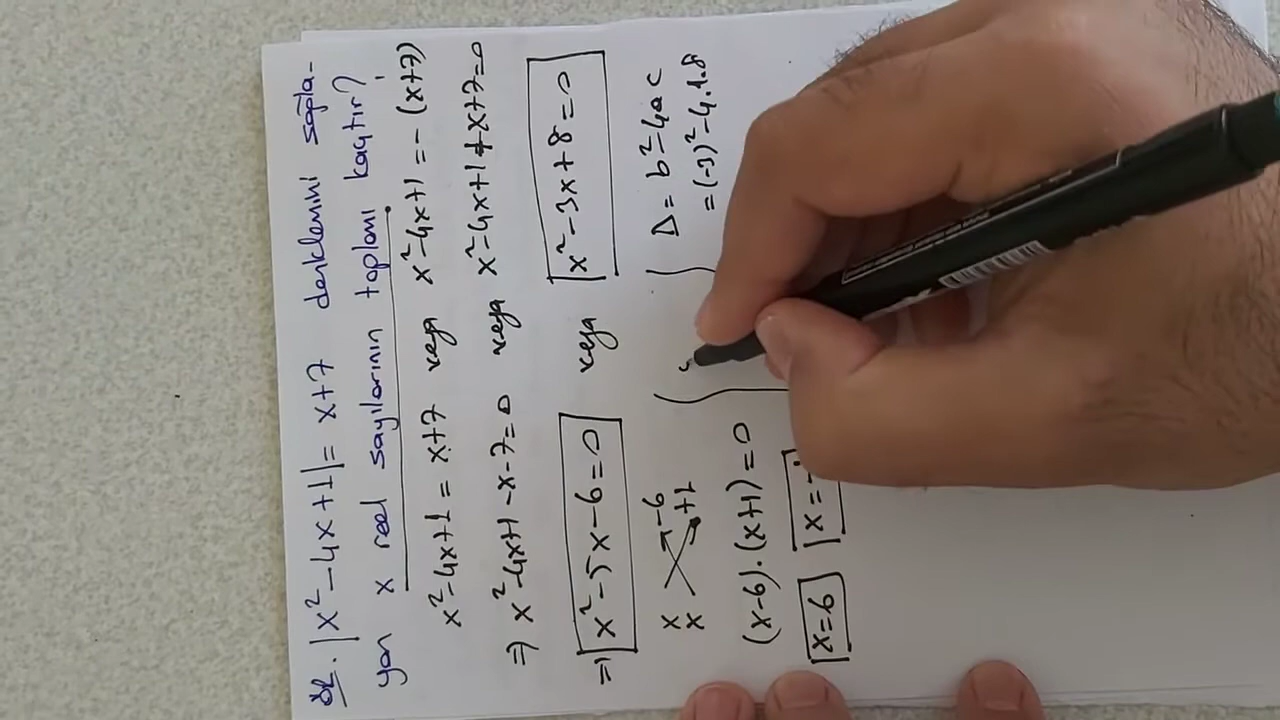 Ör. |x²-4x+1|= x+7 denklemini sağla-
yan x reel sayılarının toplamı kaçtır?
x²-4x+1 = x+7 veya x²-4x+1 = -(x+7)
⇒ x²-4x+1-x-7=0 veya x²-4x+1+x+7=0
⇒ x²-5x-6=0 veya x²-3x+8=0
x -6
x +1
Δ = b²-4ac
= (-3)²-4.1.8
(x-6).(x+1)=0
x=6 x=-